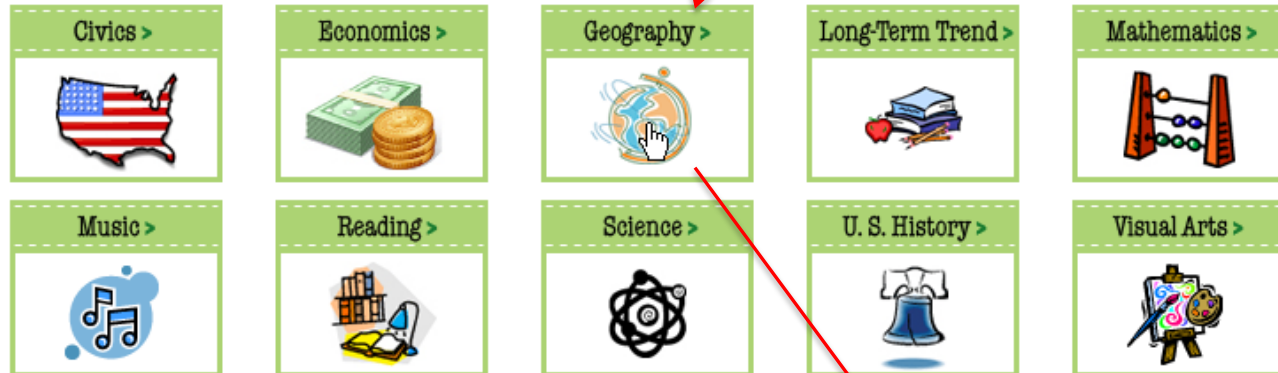 Civics >
Economics >
Geography >
Long-Term Trend >
Mathematics >
Music >
Reading >
Science >
U. S. History >
Visual Arts >